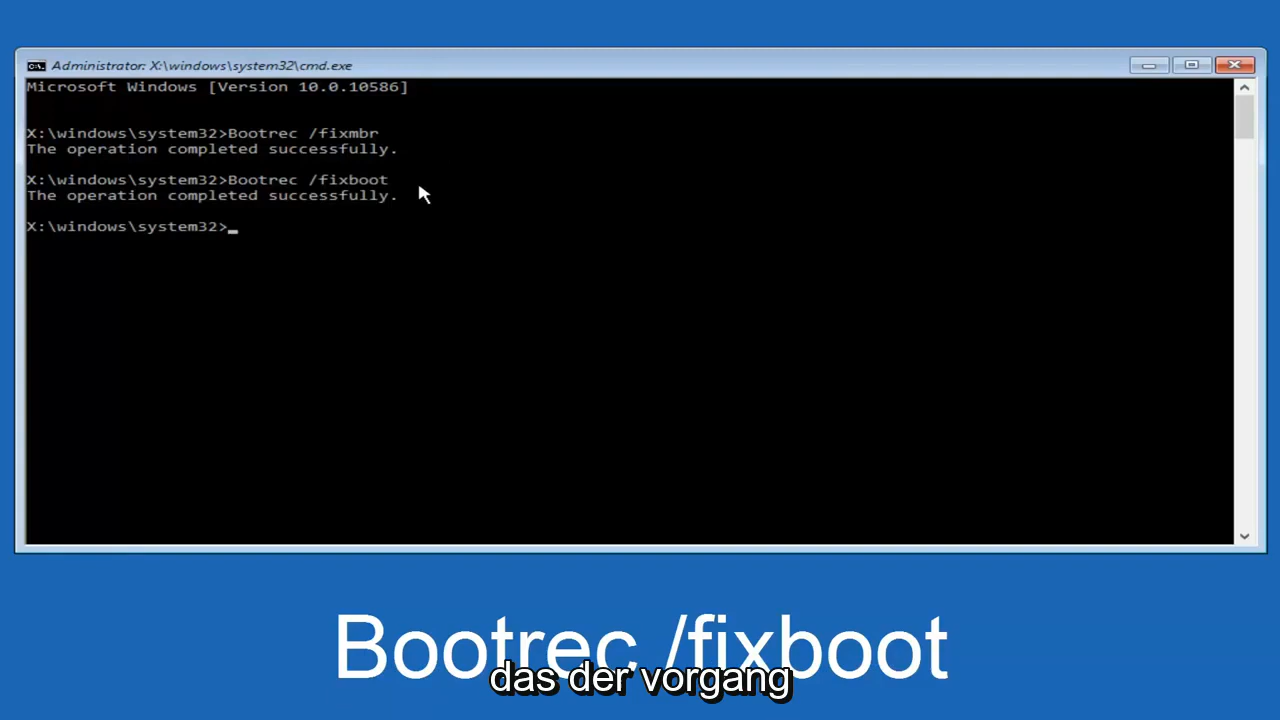 Administrator: X:\windows\system32\cmd.exe
Microsoft Windows [Version 10.0.10586]
X:\windows\system32>Bootrec /fixmbr
The operation completed successfully.
X:\windows\system32>Bootrec /fixboot
The operation completed successfully.
X:\windows\system32>_
Bootrec /fixboot
das der vorgang